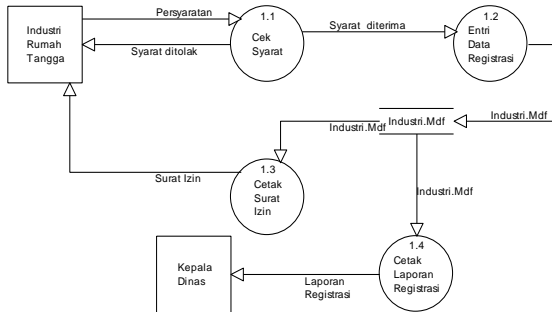 Persyaratan
Industri
Rumah
Tangga
1.1
Cek
Syarat
Syarat diterima
1.2
Entri
Data
Registrasi
Syarat ditolak
Industri.Mdf
Industri.Mdf
Industri.Mdf
1.3
Cetak
Surat
Izin
Surat Izin
Industri.Mdf
1.4
Cetak
Laporan
Registrasi
Kepala
Dinas
Laporan
Registrasi